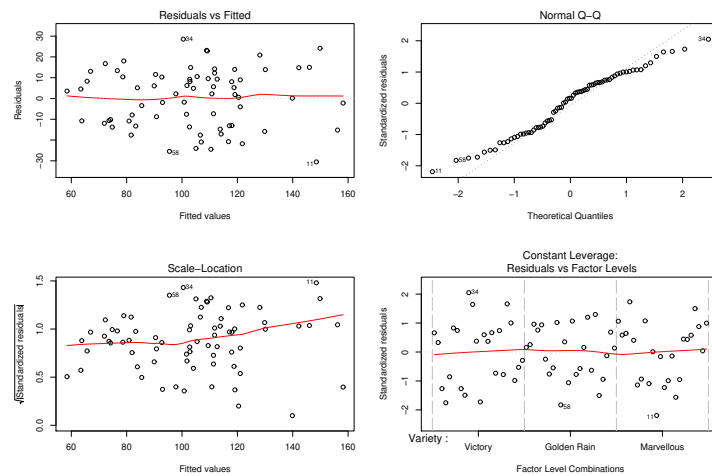 Residuals vs Fitted
Residuals
30
10
0
-10
-30
60 80 100 120 140 160
Fitted values
34
58
11
Normal Q-Q
Standardized residuals
2
1
0
-1
-2
-2 -1 0 1 2
Theoretical Quantiles
34
58
11
Scale-Location
√|Standardized residuals|
1.5
1.0
0.5
0.0
60 80 100 120 140 160
Fitted values
11
34
58
Constant Leverage:
Residuals vs Factor Levels
Standardized residuals
2
1
0
-1
-2
34
58
11
Variety :
Victory Golden Rain Marvellous
Factor Level Combinations